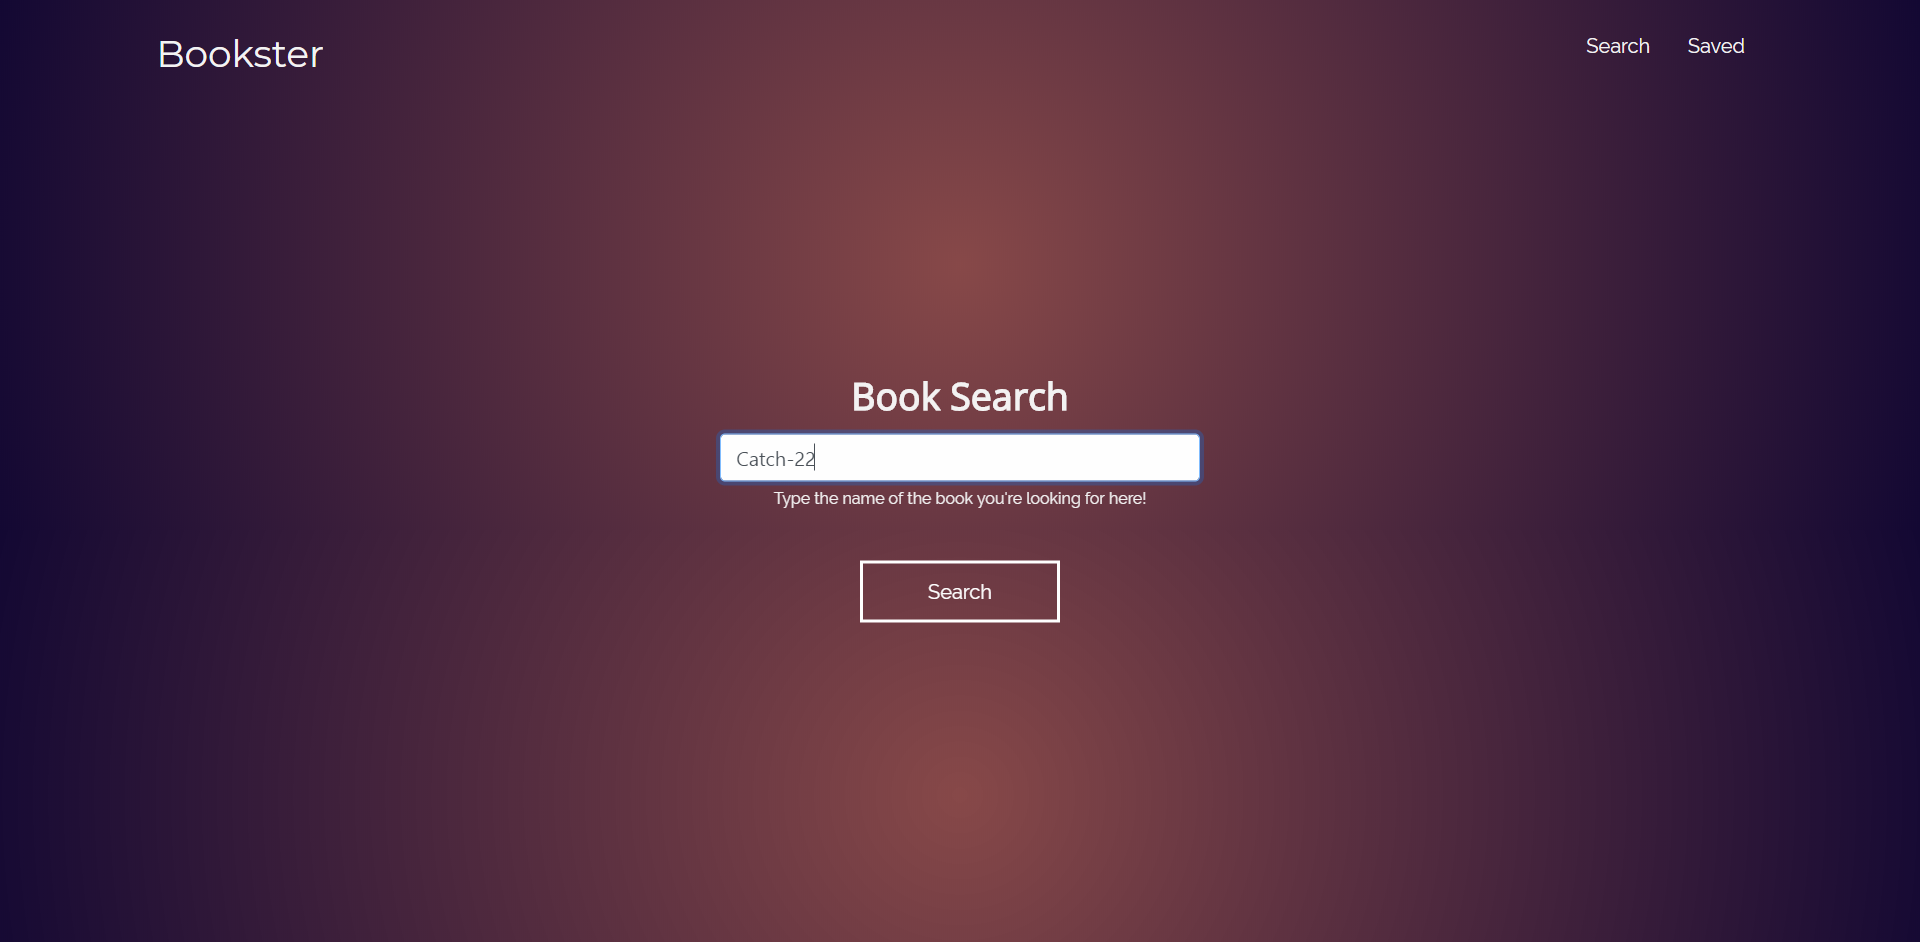 Bookster
Search Saved
Book Search
Catch-22
Type the name of the book you're looking for here!
Search